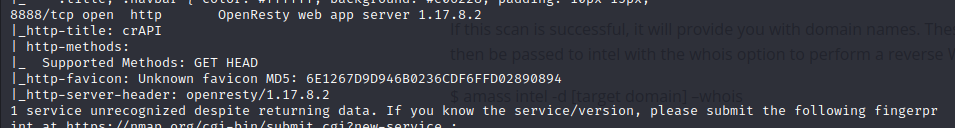 |_    .title, .navbar { color: #ffffff; background: #c00228; padding: 10px 15px;
8888/tcp open  http        OpenResty web app server 1.17.8.2
|_http-title: crAPI
| http-methods:
|_  Supported Methods: GET HEAD
|_http-favicon: Unknown favicon MD5: 6E1267D9D946B0236CDF6FFD02890894
|_http-server-header: openresty/1.17.8.2
1 service unrecognized despite returning data. If you know the service/version, please submit the following fingerpr
int at https://nmap.org/cgi-bin/submit.cgi?new-service :
If this scan is successful, it will provide you with domain names. The
then be passed to Intel with the whois option to perform a reverse W
$ amass intel -d [target domain] –whois